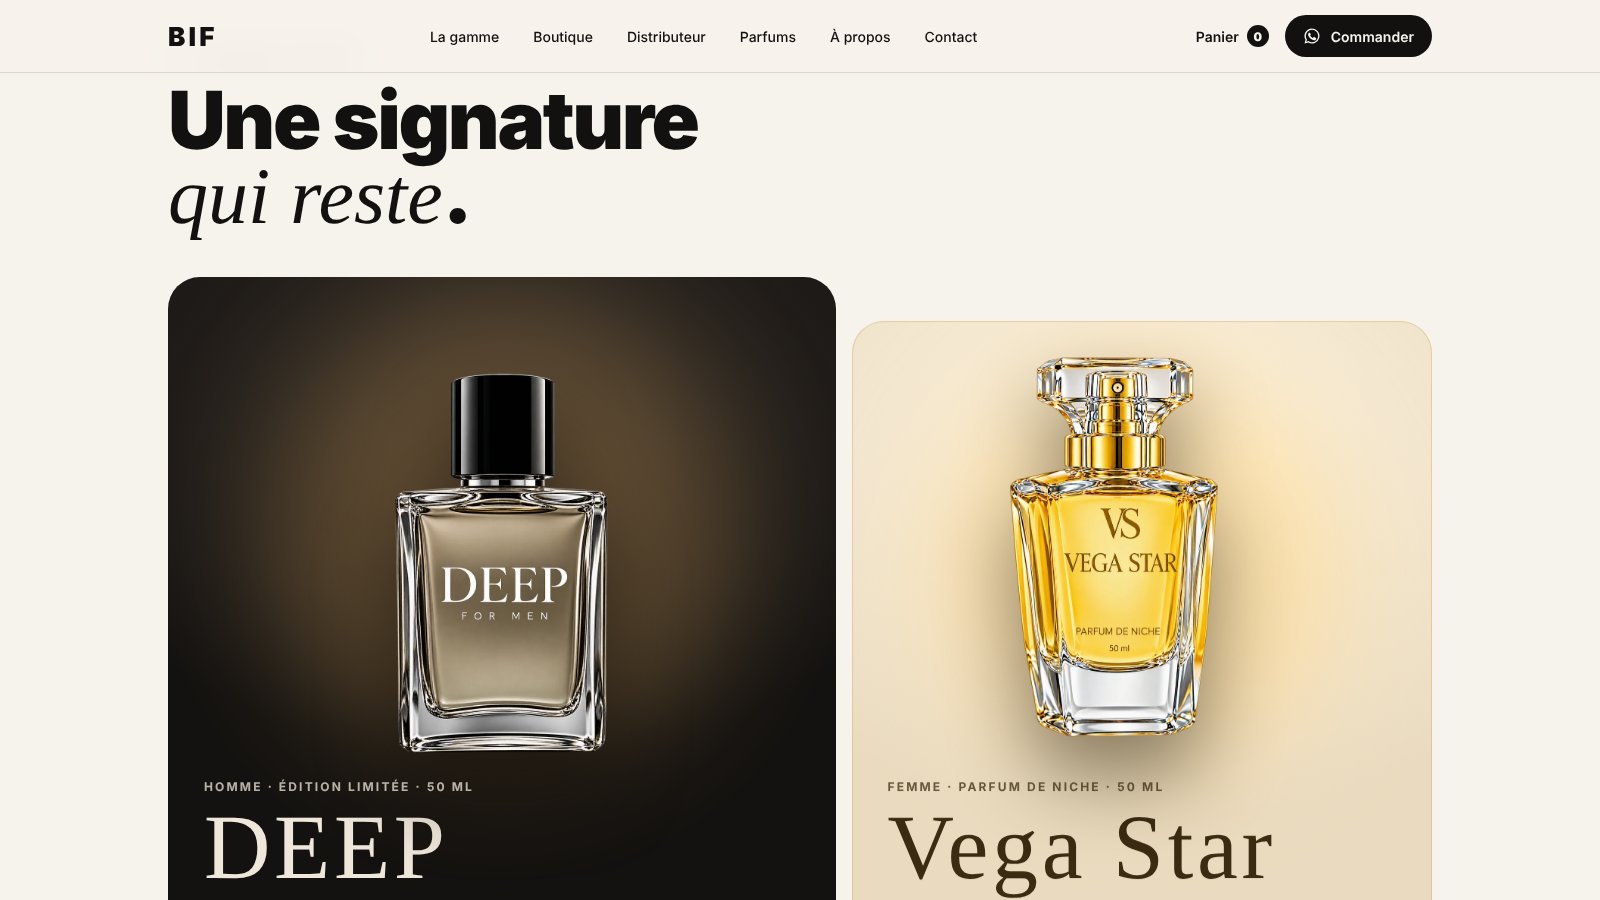 BIF
La gamme
Boutique
Distributeur
Parfums
À propos
Contact
Panier 0
Commander
Une signature
qui reste.
DEEP
FOR MEN
HOMME · ÉDITION LIMITÉE · 50 ML
DEEP
VS
VEGA STAR
PARFUM DE NICHE
50 ml
FEMME · PARFUM DE NICHE · 50 ML
Vega Star